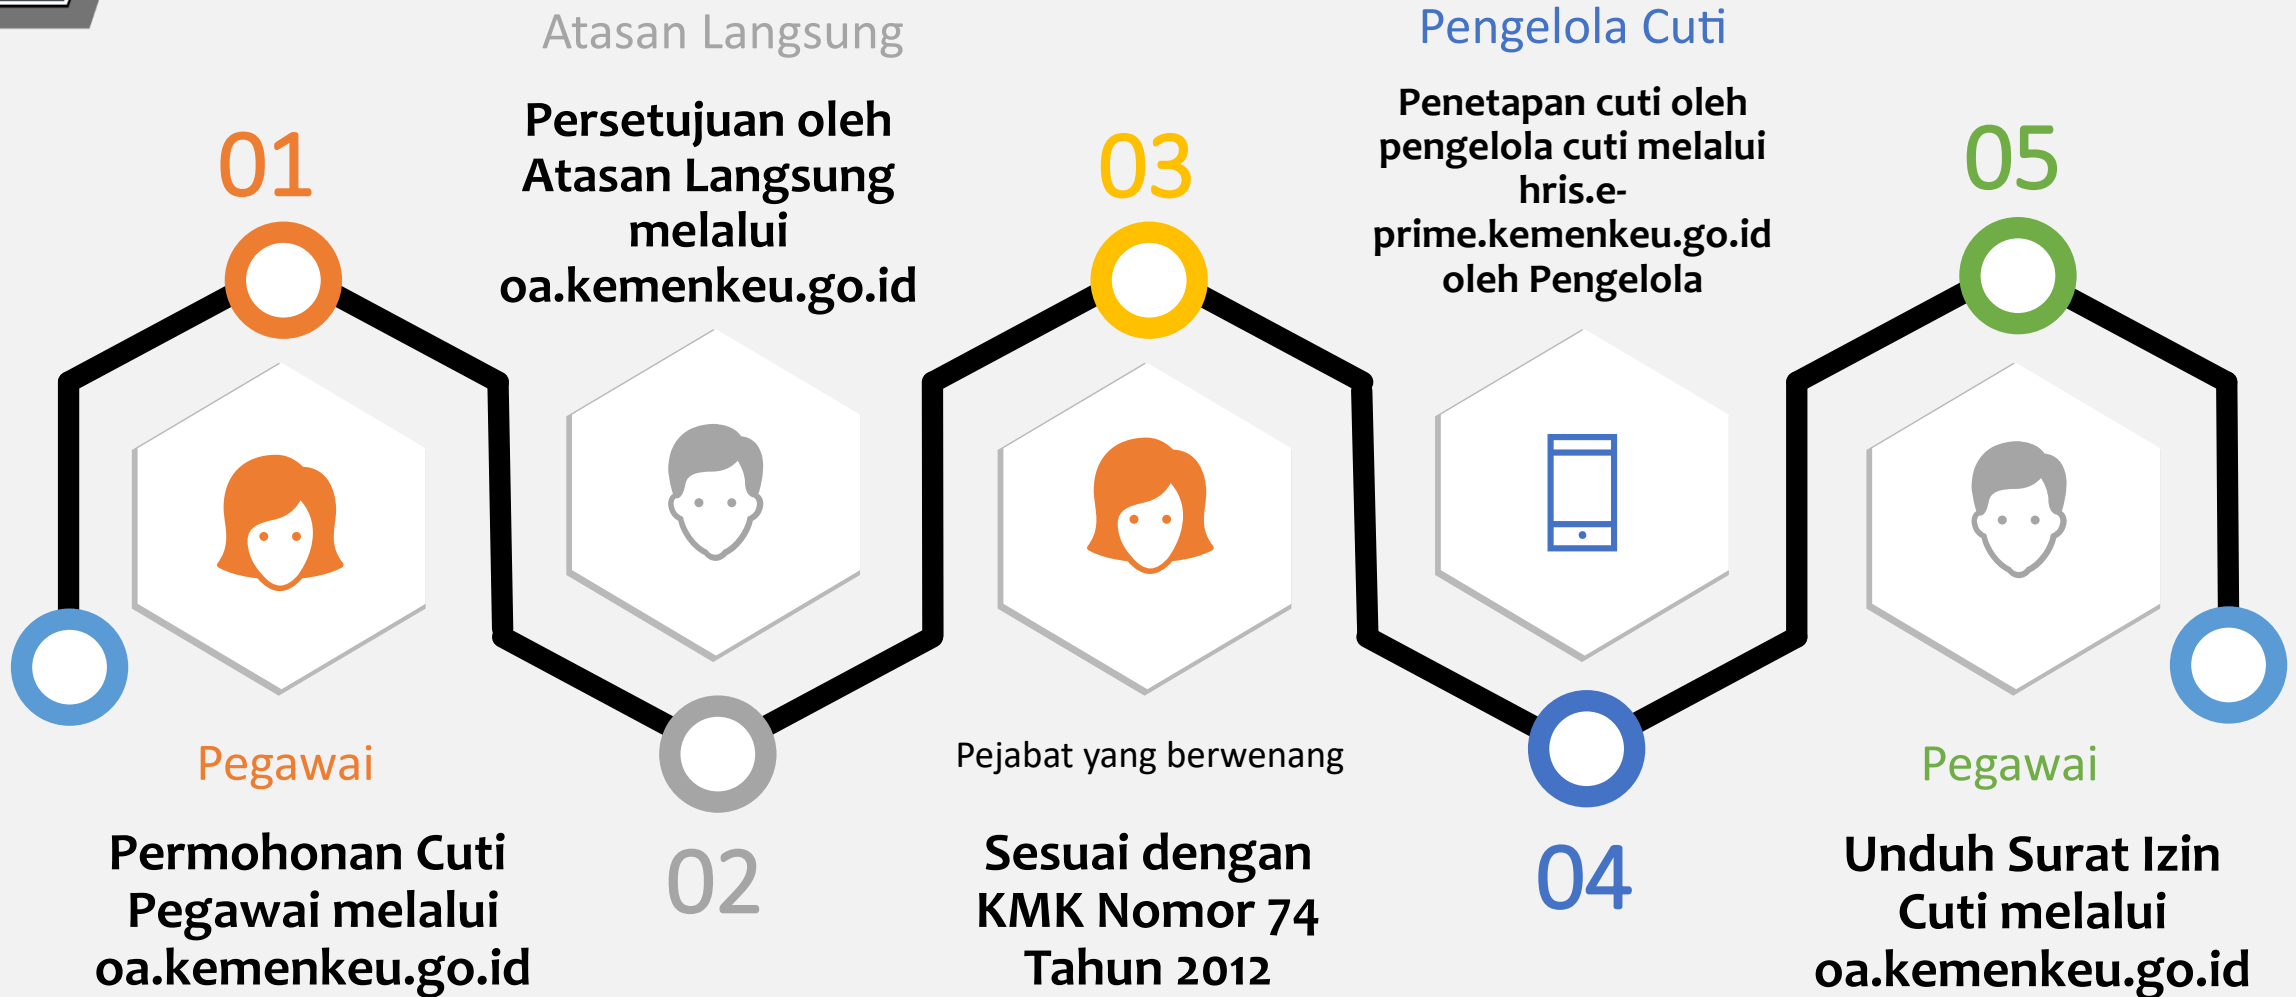 01
Pegawai
Permohonan Cuti
Pegawai melalui
oa.kemenkeu.go.id
Atasan Langsung
Persetujuan oleh
Atasan Langsung
melalui
oa.kemenkeu.go.id
02
03
Pejabat yang berwenang
Sesuai dengan
KMK Nomor 74
Tahun 2012
Pengelola Cuti
Penetapan cuti oleh
pengelola cuti melalui
hris.e-
prime.kemenkeu.go.id
oleh Pengelola
04
05
Pegawai
Unduh Surat Izin
Cuti melalui
oa.kemenkeu.go.id